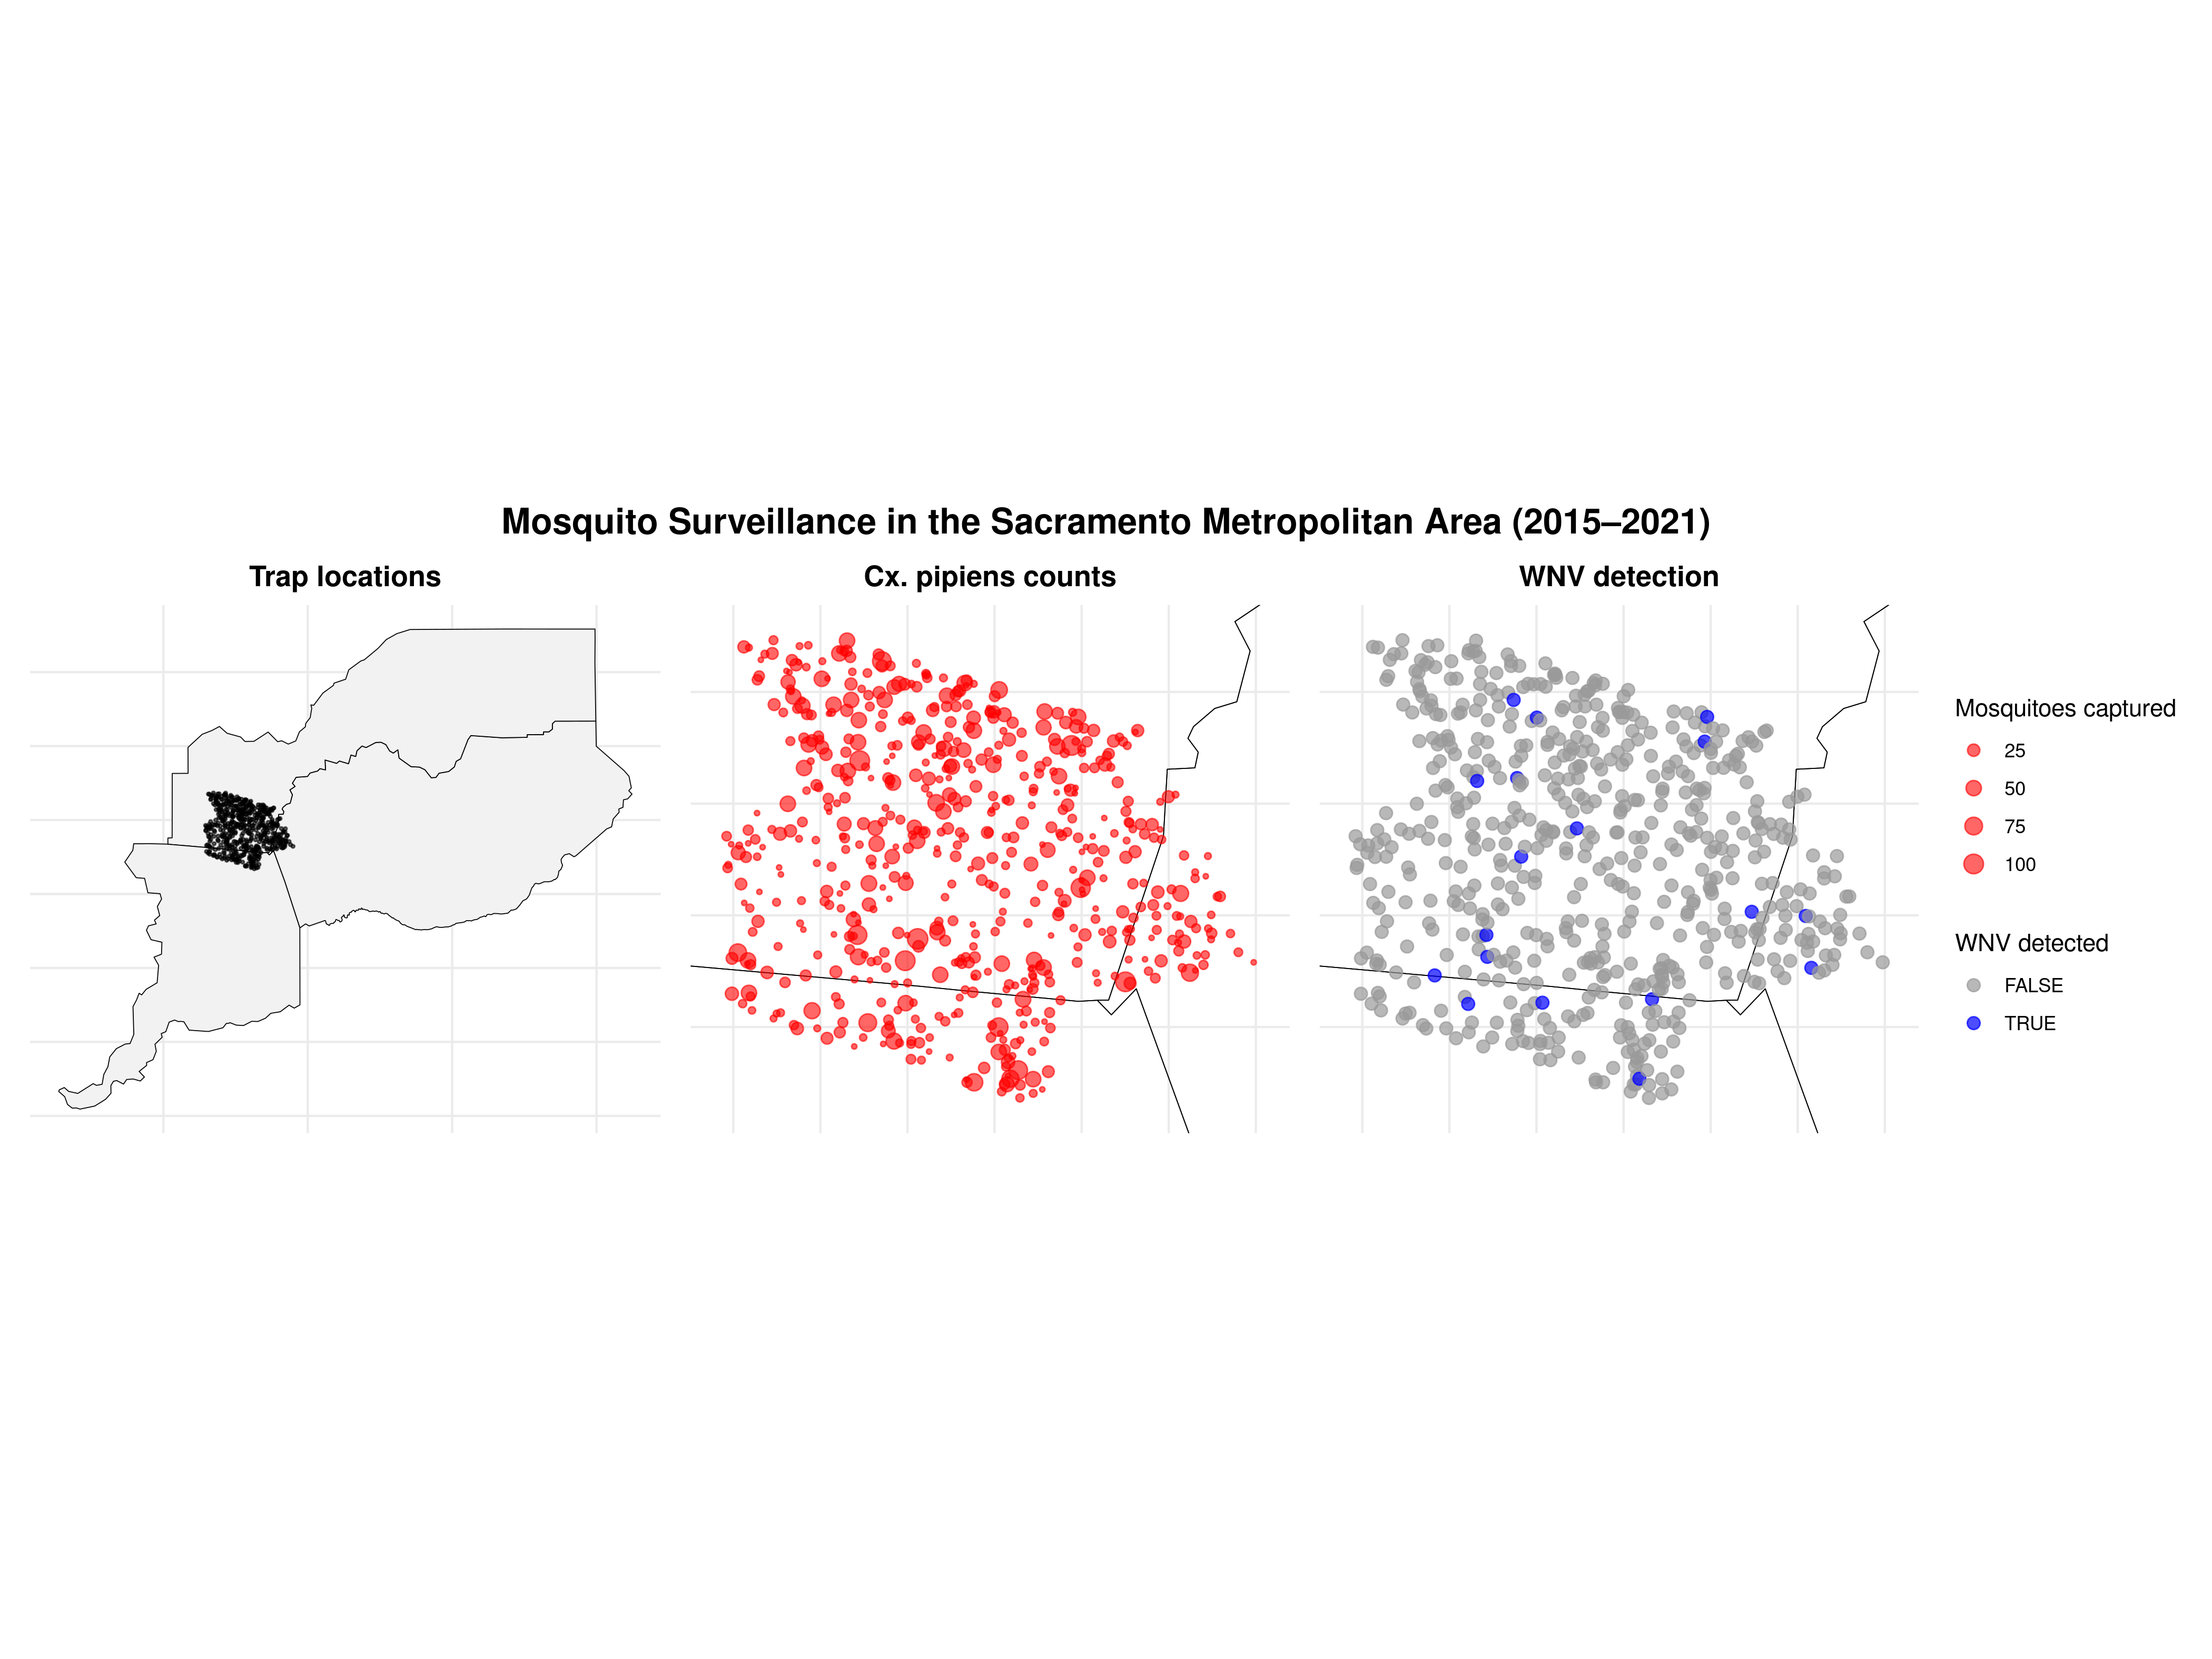 Mosquito Surveillance in the Sacramento Metropolitan Area (2015–2021)
Trap locations
Cx. pipiens counts
WNV detection
Mosquitoes captured
25
50
75
100
WNV detected
FALSE
TRUE